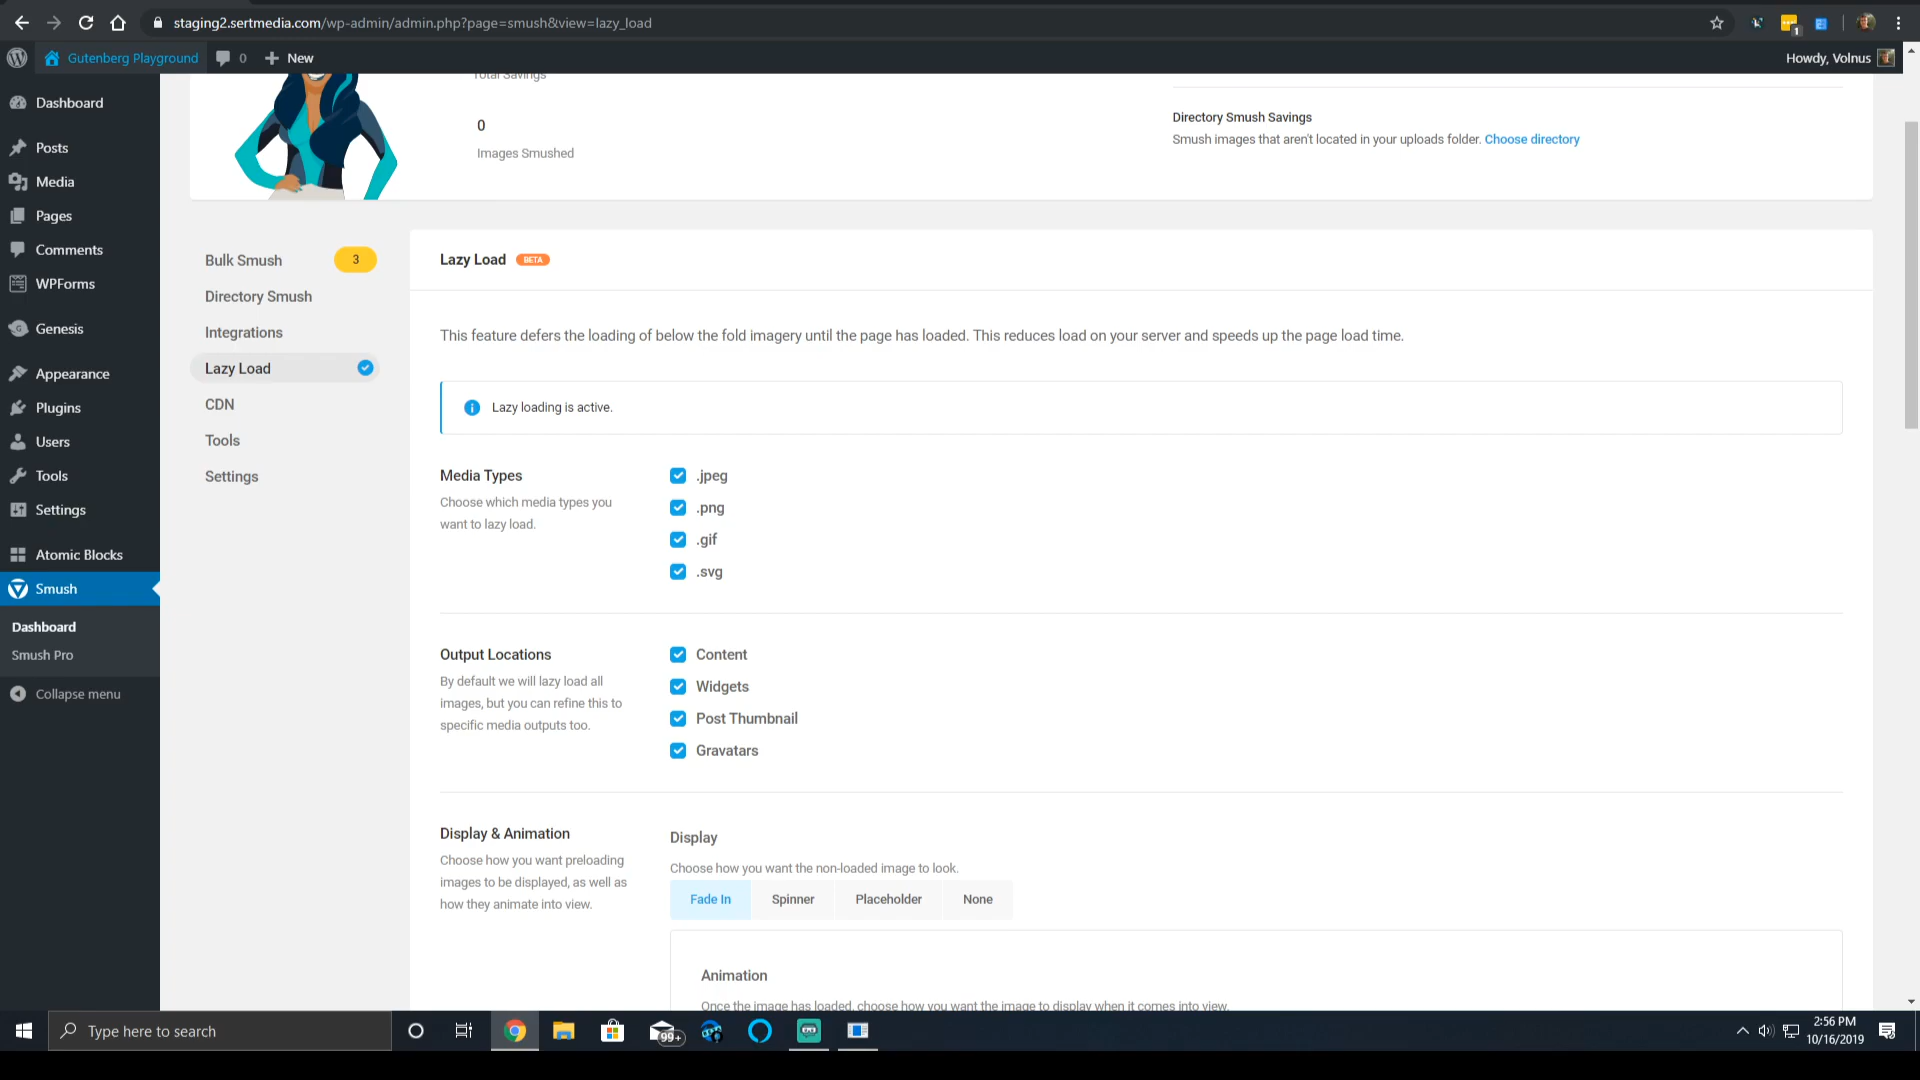 staging2.sertmedia.com/wp-admin/admin.php?page=smush&view=lazy_load
1
Gutenberg Playground
0
New
Howdy, Volnus
Dashboard
Posts
Media
Pages
Comments
WPForms
Genesis
Appearance
Plugins
Users
Tools
Settings
Atomic Blocks
Smush
Dashboard
Smush Pro
Collapse menu
Total Savings
0
Images Smushed
Directory Smush Savings
Smush images that aren't located in your uploads folder. Choose directory
Bulk Smush
3
Directory Smush
Integrations
Lazy Load
CDN
Tools
Settings
Lazy Load BETA
This feature defers the loading of below the fold imagery until the page has loaded. This reduces load on your server and speeds up the page load time.
Lazy loading is active.
Media Types
Choose which media types you
want to lazy load.
.jpeg
.png
.gif
.svg
Output Locations
By default we will lazy load all
images, but you can refine this to
specific media outputs too.
Content
Widgets
Post Thumbnail
Gravatars
Display & Animation
Choose how you want preloading
images to be displayed, as well as
how they animate into view.
Display
Choose how you want the non-loaded image to look.
Fade In
Spinner
Placeholder
None
Animation
Once the image has loaded, choose how you want the image to display when it comes into view.
Type here to search
99+
2:56 PM
10/16/2019